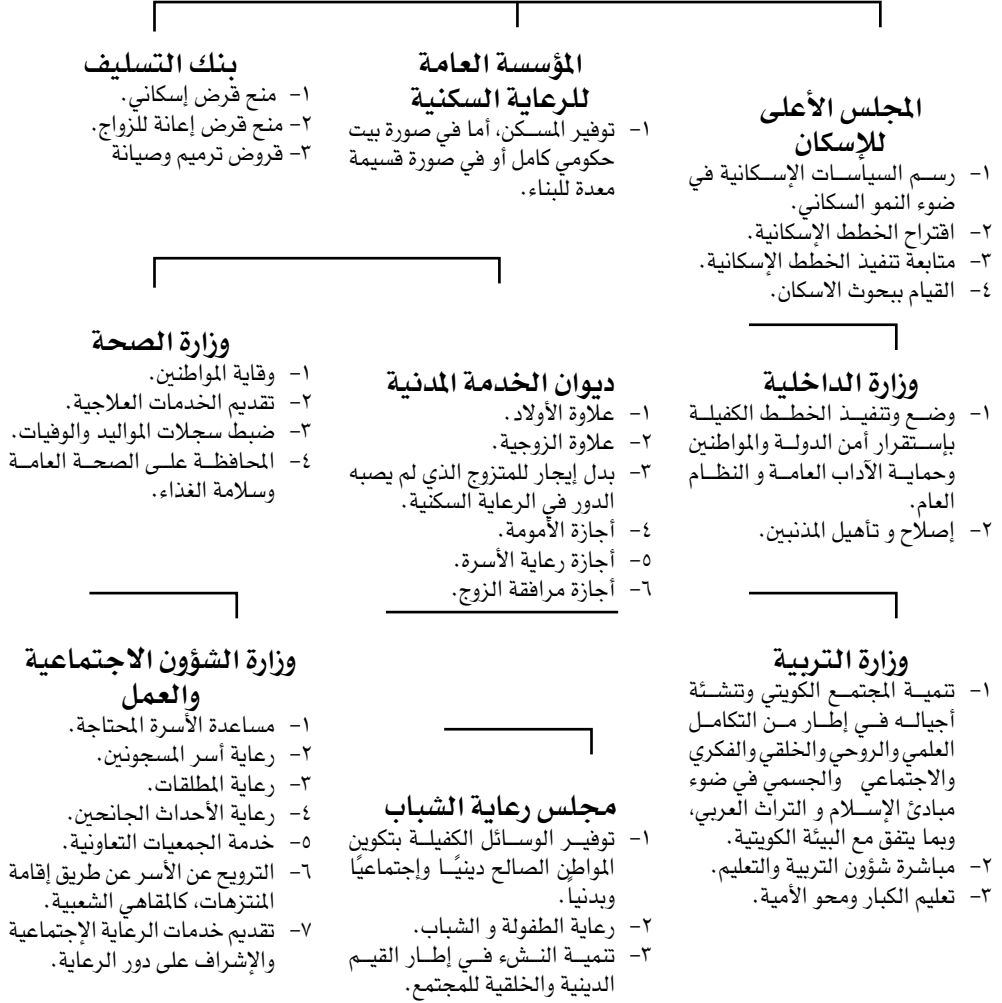 المجلس الأعلى
للإسكان
١- رسم السياسات الإسكانية في
ضوء النمو السكاني.
٢- اقتراح الخطط الإسكانية.
٣- متابعة تنفيذ الخطط الإسكانية.
٤- القيام ببحوث الاسكان.
المؤسسة العامة
للرعاية السكنية
١- توفير المسكن، أما في صورة بيت
حكومي كامل أو في صورة قسيمة
معدة للبناء.
بنك التسليف
١- منح قرض إسكاني.
٢- منح قرض إعانة للزواج.
٣- قروض ترميم وصيانة
وزارة الداخلية
١- وضع وتنفيذ الخطط الكفيلة
بإستقرار أمن الدولة والمواطنين
وحماية الآداب العامة و النظام
العام.
٢- إصلاح و تأهيل المذنبين.
ديوان الخدمة المدنية
١- علاوة الأولاد.
٢- علاوة الزوجية.
٣- بدل إيجار للمتزوج الذي لم يصبه
الدور في الرعاية السكنية.
٤- أجازة الأمومة.
٥- أجازة رعاية الأسرة.
٦- أجازة مرافقة الزوج.
وزارة الصحة
١- وقاية المواطنين.
٢- تقديم الخدمات العلاجية.
٣- ضبط سجلات المواليد والوفيات.
٤- المحافظة على الصحة العامة
وسلامة الغذاء.
وزارة التربية
١- تنمية المجتمع الكويتي وتنشئة
أجياله في إطار من التكامل
العلمي والروحي والخلقي والفكري
والاجتماعي والجسمي في ضوء
مبادئ الإسلام و التراث العربي،
وبما يتفق مع البيئة الكويتية.
٢- مباشرة شؤون التربية والتعليم.
٣- تعليم الكبار ومحو الأمية.
مجلس رعاية الشباب
١- توفير الوسائل الكفيلة بتكوين
المواطن الصالح دينيًا وإجتماعيًا
وبدنياً.
٢- رعاية الطفولة و الشباب.
٣- تنمية النشء في إطار القيم
الدينية والخلقية للمجتمع.
وزارة الشؤون الاجتماعية
والعمل
١- مساعدة الأسرة المحتاجة.
٢- رعاية أسر المسجونين.
٣- رعاية المطلقات.
٤- رعاية الأحداث الجانحين.
٥- خدمة الجمعيات التعاونية.
٦- الترويح عن الأسر عن طريق إقامة
المنتزهات، كالمقاهي الشعبية.
٧- تقديم خدمات الرعاية الإجتماعية
والإشراف على دور الرعاية.